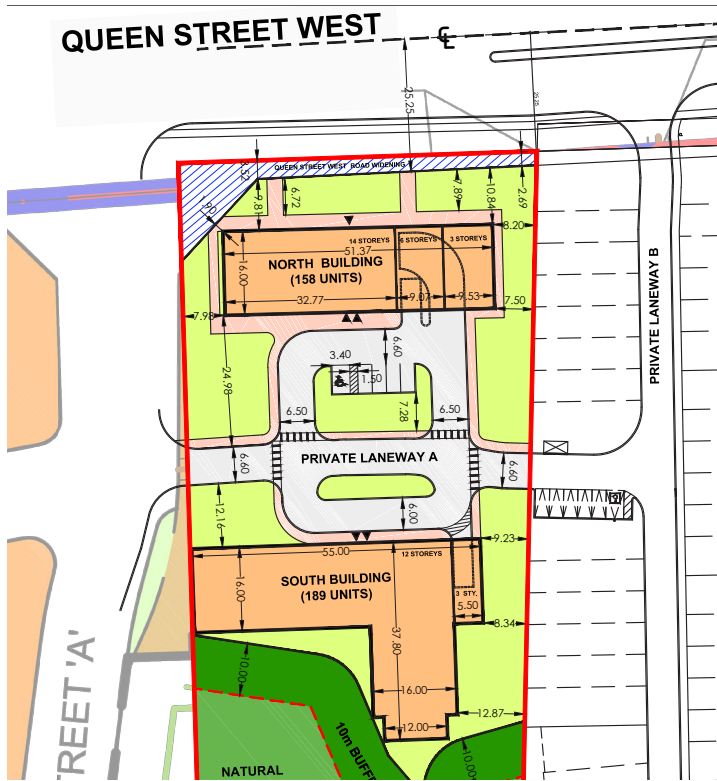 QUEEN STREET WEST
℄
25.25
25.25
QUEEN STREET WEST ROAD WIDENING
3.52
9.81
6.72
7.89
10.84
2.69
8.20
14 STOREYS
6 STOREYS
3 STOREYS
51.37
NORTH BUILDING
(158 UNITS)
16.00
32.77
9.07
9.53
7.50
7.98
24.98
6.60
3.40
1.50
7.28
6.50
6.50
PRIVATE LANEWAY B
6.60
PRIVATE LANEWAY A
6.60
12.16
6.00
9.23
55.00
12 STOREYS
SOUTH BUILDING
(189 UNITS)
16.00
3 STY.
5.50
8.34
37.80
10.00
16.00
12.87
12.00
10m BUFF
10.00
NATURAL
TREET 'A'